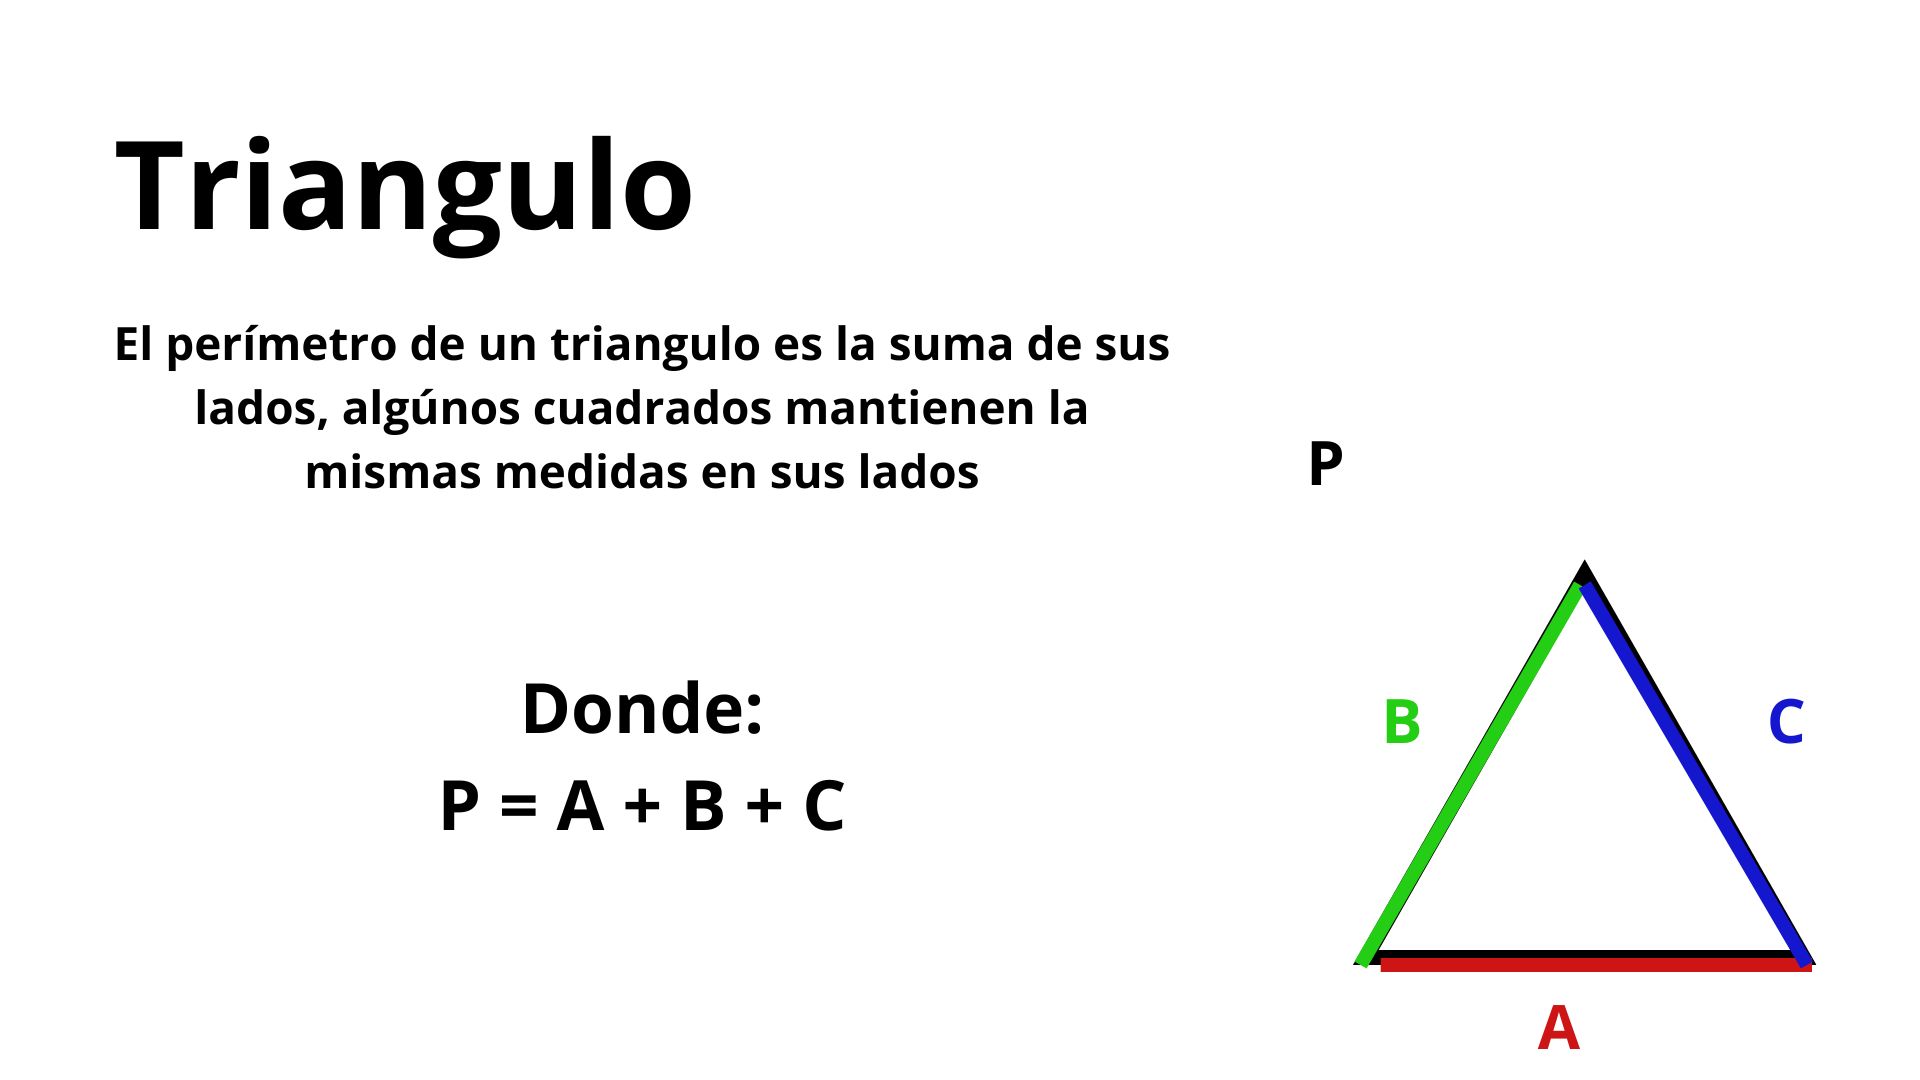 Triangulo
El perímetro de un triangulo es la suma de sus
lados, algúnos cuadrados mantienen la
mismas medidas en sus lados
P
Donde:
P = A + B + C
B
C
A